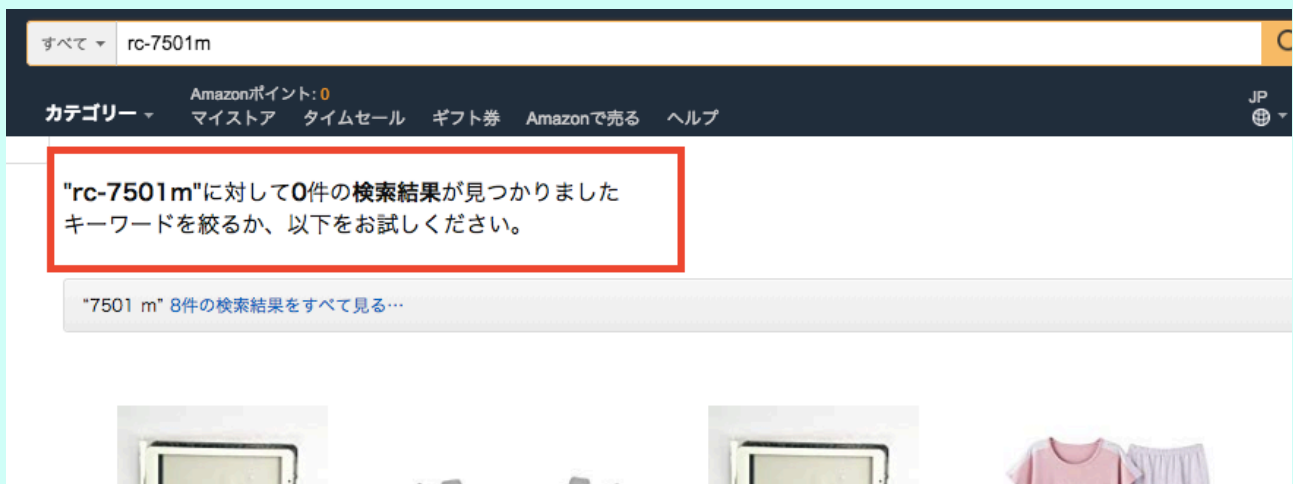 すべて
rc-7501m
Amazonポイント: 0
カテゴリー マイストア タイムセール ギフト券 Amazonで売る ヘルプ
JP
"rc-7501m"に対して0件の検索結果が見つかりました
キーワードを絞るか、以下をお試しください。
"7501 m" 8件の検索結果をすべて見る…